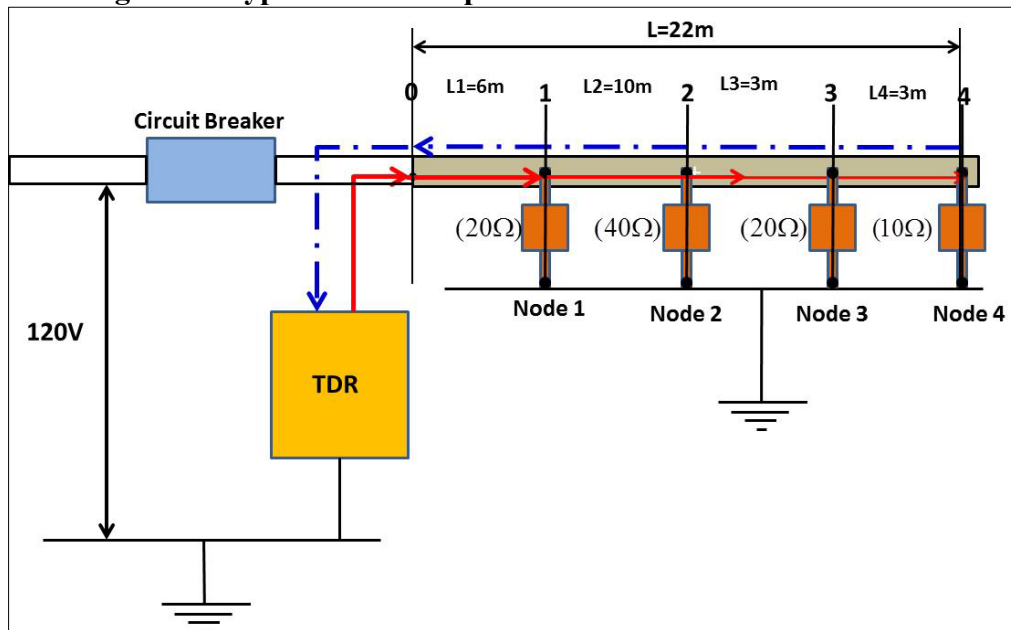 L=22m
0
L1=6m
1
L2=10m
2
L3=3m
3
L4=3m
4
Circuit Breaker
(20Ω)
(40Ω)
(20Ω)
(10Ω)
Node 1
Node 2
Node 3
Node 4
120V
TDR